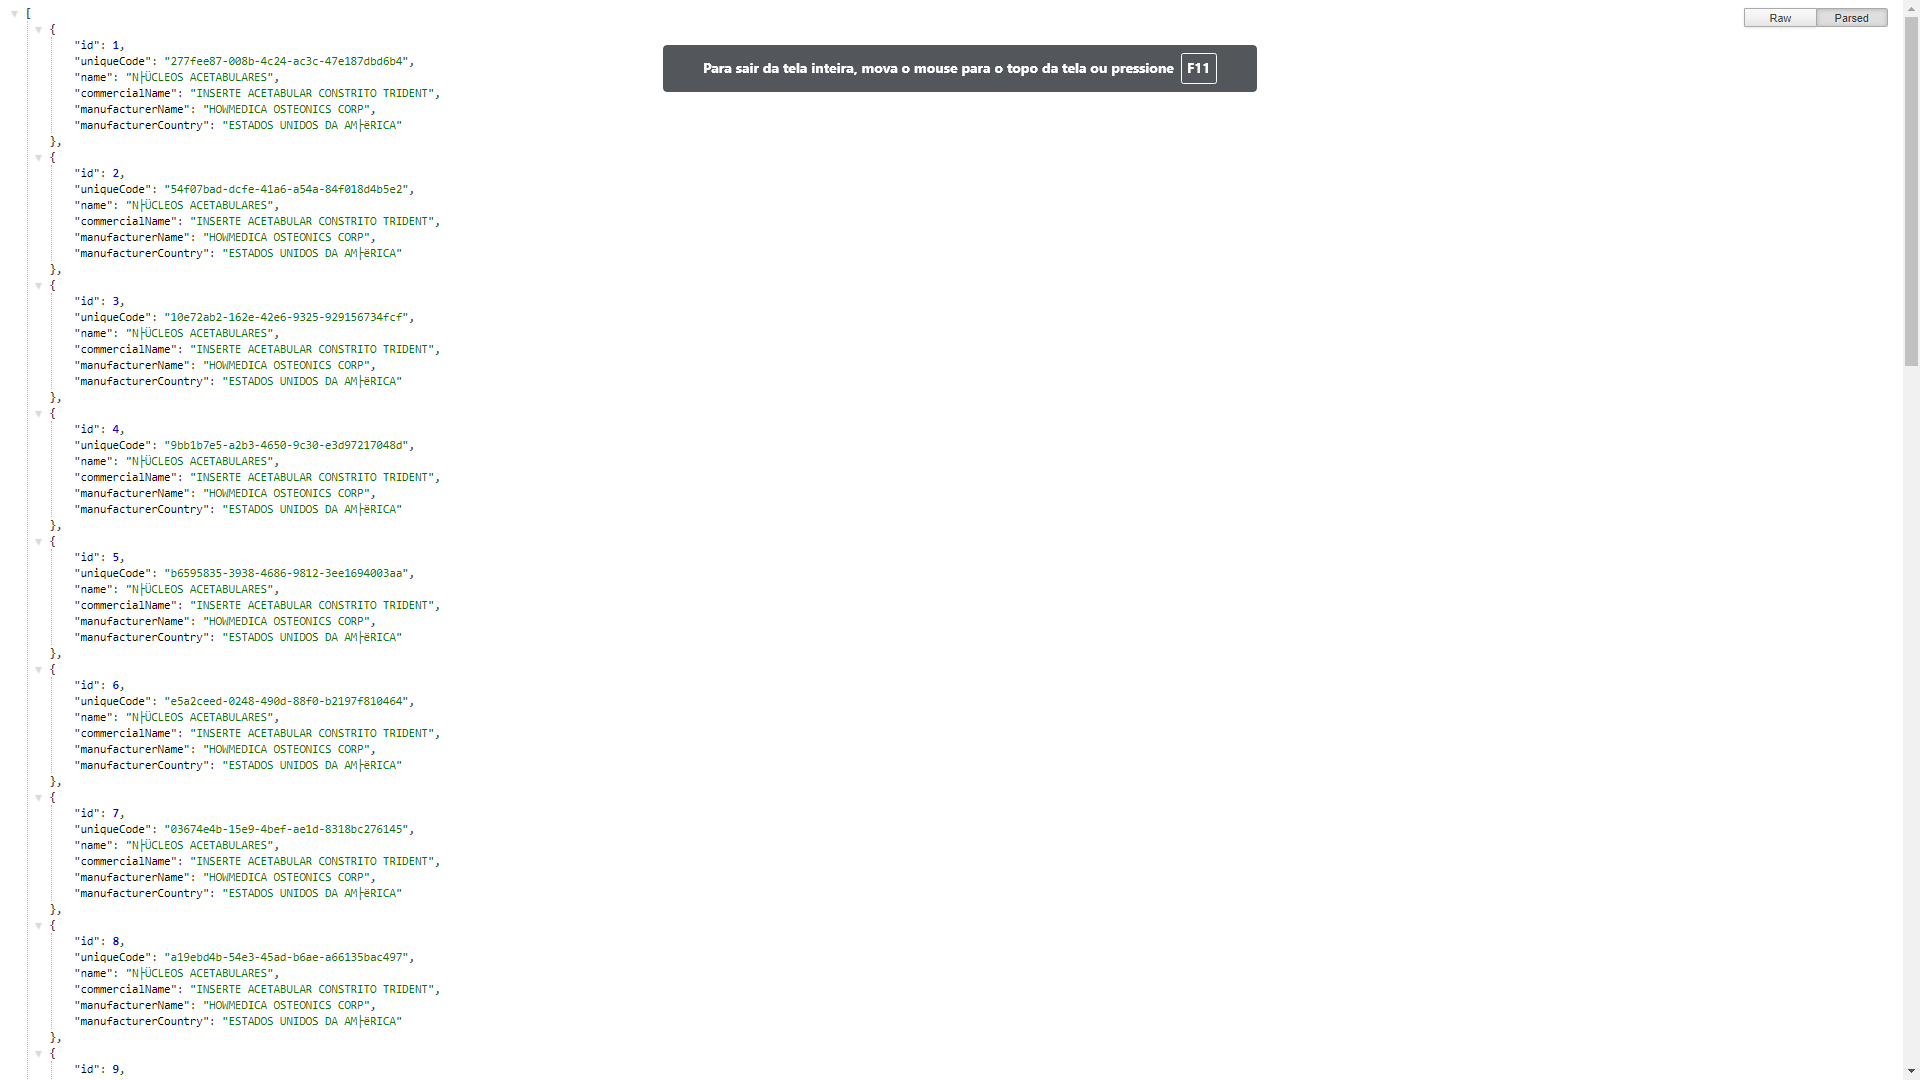 [
{
"id": 1,
"uniqueCode": "277fee87-008b-4c24-ac3c-47e187dbd6b4",
"name": "N├ÜCLEOS ACETABULARES",
"commercialName": "INSERTE ACETABULAR CONSTRITO TRIDENT",
"manufacturerName": "HOWMEDICA OSTEONICS CORP",
"manufacturerCountry": "ESTADOS UNIDOS DA AM├ëRICA"
},
{
"id": 2,
"uniqueCode": "54f07bad-dcfe-41a6-a54a-84f018d4b5e2",
"name": "N├ÜCLEOS ACETABULARES",
"commercialName": "INSERTE ACETABULAR CONSTRITO TRIDENT",
"manufacturerName": "HOWMEDICA OSTEONICS CORP",
"manufacturerCountry": "ESTADOS UNIDOS DA AM├ëRICA"
},
{
"id": 3,
"uniqueCode": "10e72ab2-162e-42e6-9325-929156734fcf",
"name": "N├ÜCLEOS ACETABULARES",
"commercialName": "INSERTE ACETABULAR CONSTRITO TRIDENT",
"manufacturerName": "HOWMEDICA OSTEONICS CORP",
"manufacturerCountry": "ESTADOS UNIDOS DA AM├ëRICA"
},
{
"id": 4,
"uniqueCode": "9bb1b7e5-a2b3-4650-9c30-e3d97217048d",
"name": "N├ÜCLEOS ACETABULARES",
"commercialName": "INSERTE ACETABULAR CONSTRITO TRIDENT",
"manufacturerName": "HOWMEDICA OSTEONICS CORP",
"manufacturerCountry": "ESTADOS UNIDOS DA AM├ëRICA"
},
{
"id": 5,
"uniqueCode": "b6595835-3938-4686-9812-3ee1694003aa",
"name": "N├ÜCLEOS ACETABULARES",
"commercialName": "INSERTE ACETABULAR CONSTRITO TRIDENT",
"manufacturerName": "HOWMEDICA OSTEONICS CORP",
"manufacturerCountry": "ESTADOS UNIDOS DA AM├ëRICA"
},
{
"id": 6,
"uniqueCode": "e5a2ceed-0248-490d-88f0-b2197f810464",
"name": "N├ÜCLEOS ACETABULARES",
"commercialName": "INSERTE ACETABULAR CONSTRITO TRIDENT",
"manufacturerName": "HOWMEDICA OSTEONICS CORP",
"manufacturerCountry": "ESTADOS UNIDOS DA AM├ëRICA"
},
{
"id": 7,
"uniqueCode": "03674e4b-15e9-4bef-ae1d-8318bc276145",
"name": "N├ÜCLEOS ACETABULARES",
"commercialName": "INSERTE ACETABULAR CONSTRITO TRIDENT",
"manufacturerName": "HOWMEDICA OSTEONICS CORP",
"manufacturerCountry": "ESTADOS UNIDOS DA AM├ëRICA"
},
{
"id": 8,
"uniqueCode": "a19ebd4b-54e3-45ad-b6ae-a66135bac497",
"name": "N├ÜCLEOS ACETABULARES",
"commercialName": "INSERTE ACETABULAR CONSTRITO TRIDENT",
"manufacturerName": "HOWMEDICA OSTEONICS CORP",
"manufacturerCountry": "ESTADOS UNIDOS DA AM├ëRICA"
},
{
"id": 9,
Para sair da tela inteira, mova o mouse para o topo da tela ou pressione F11
Raw Parsed